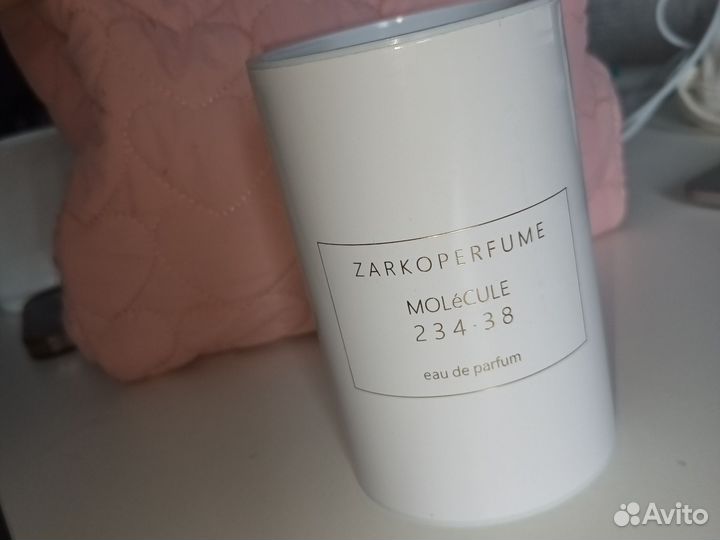 ZARKOPERFUME
MOLéCULE
234·38
eau de parfum
Avito